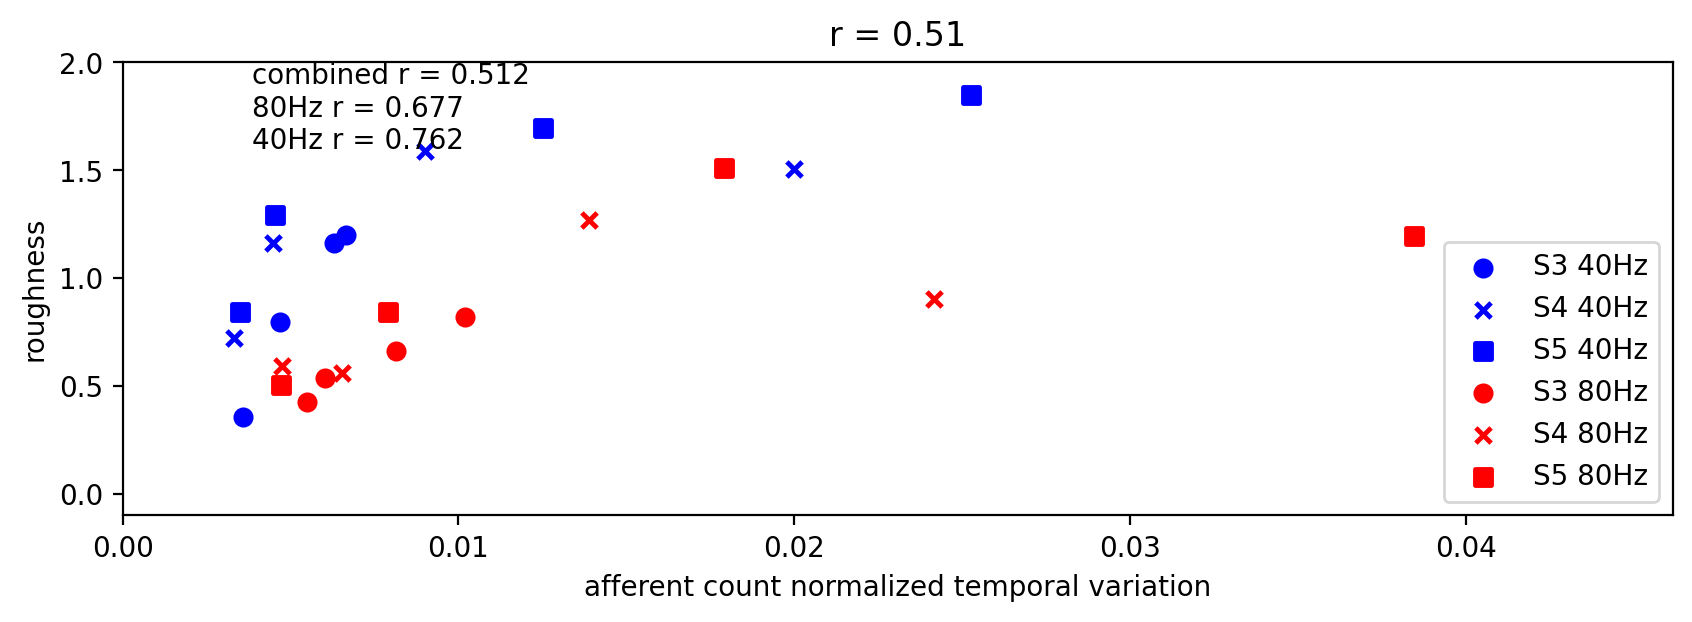 r = 0.51
combined r = 0.512
80Hz r = 0.677
40Hz r = 0.762
2.0
1.5
1.0
0.5
0.0
roughness
S3 40Hz
S4 40Hz
S5 40Hz
S3 80Hz
S4 80Hz
S5 80Hz
0.00
0.01
0.02
0.03
0.04
afferent count normalized temporal variation